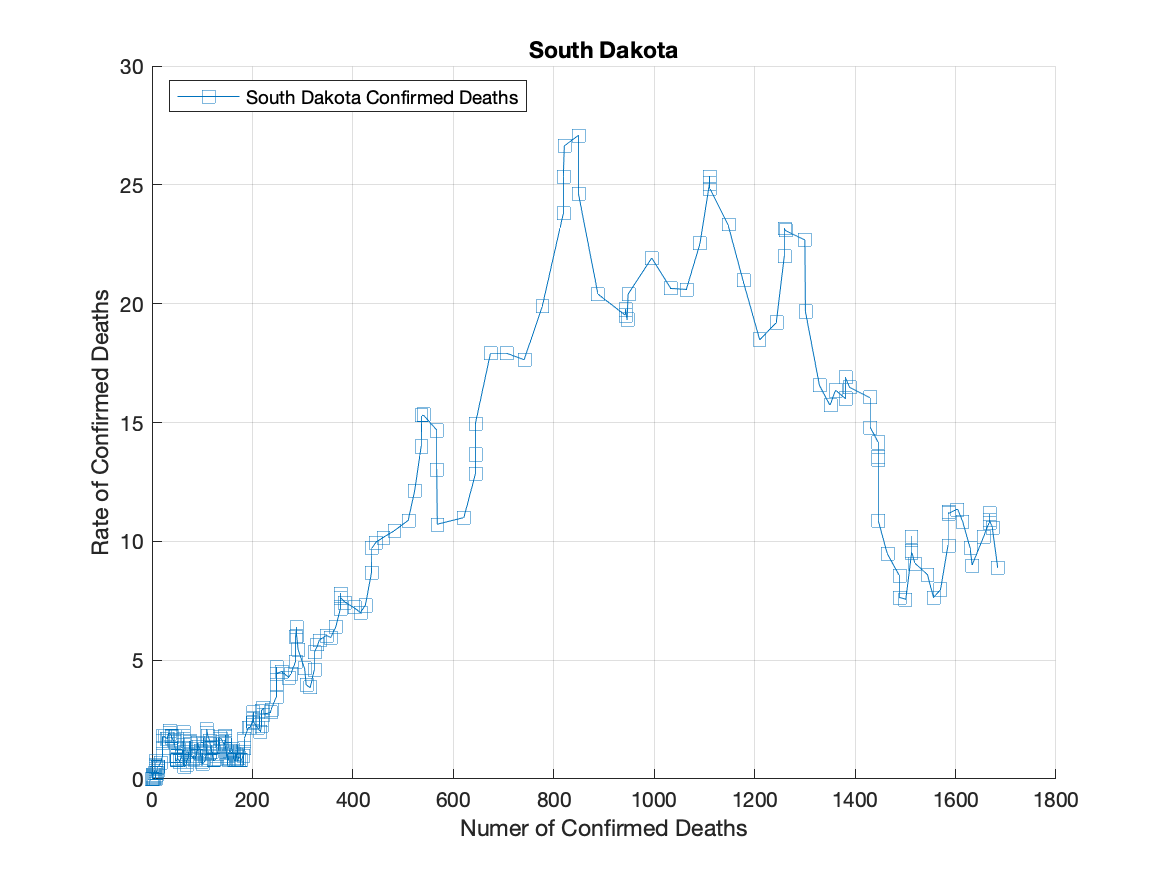 South Dakota
South Dakota Confirmed Deaths
Rate of Confirmed Deaths
30
25
20
15
10
5
0
0 200 400 600 800 1000 1200 1400 1600 1800
Numer of Confirmed Deaths